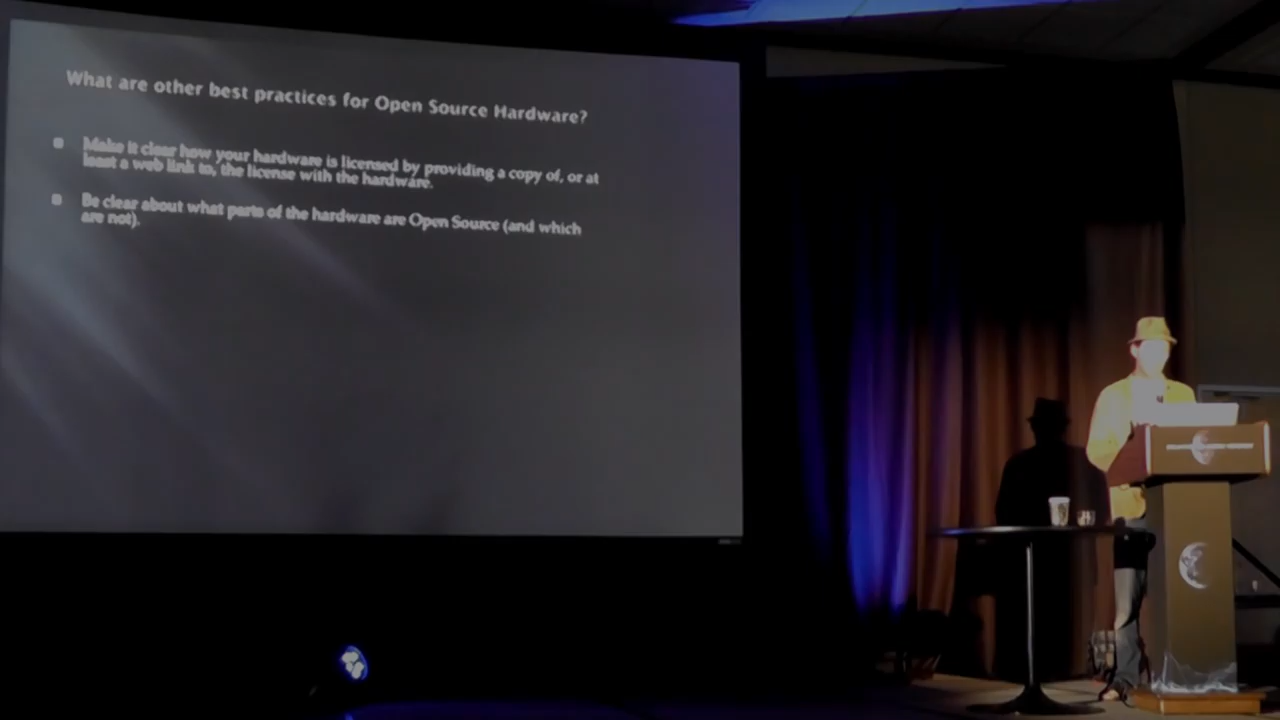 What are other best practices for Open Source Hardware?
Make it clear how your hardware is licensed by providing a copy of, or at
least a web link to, the license with the hardware.
Be clear about what parts of the hardware are Open Source (and which
are not).